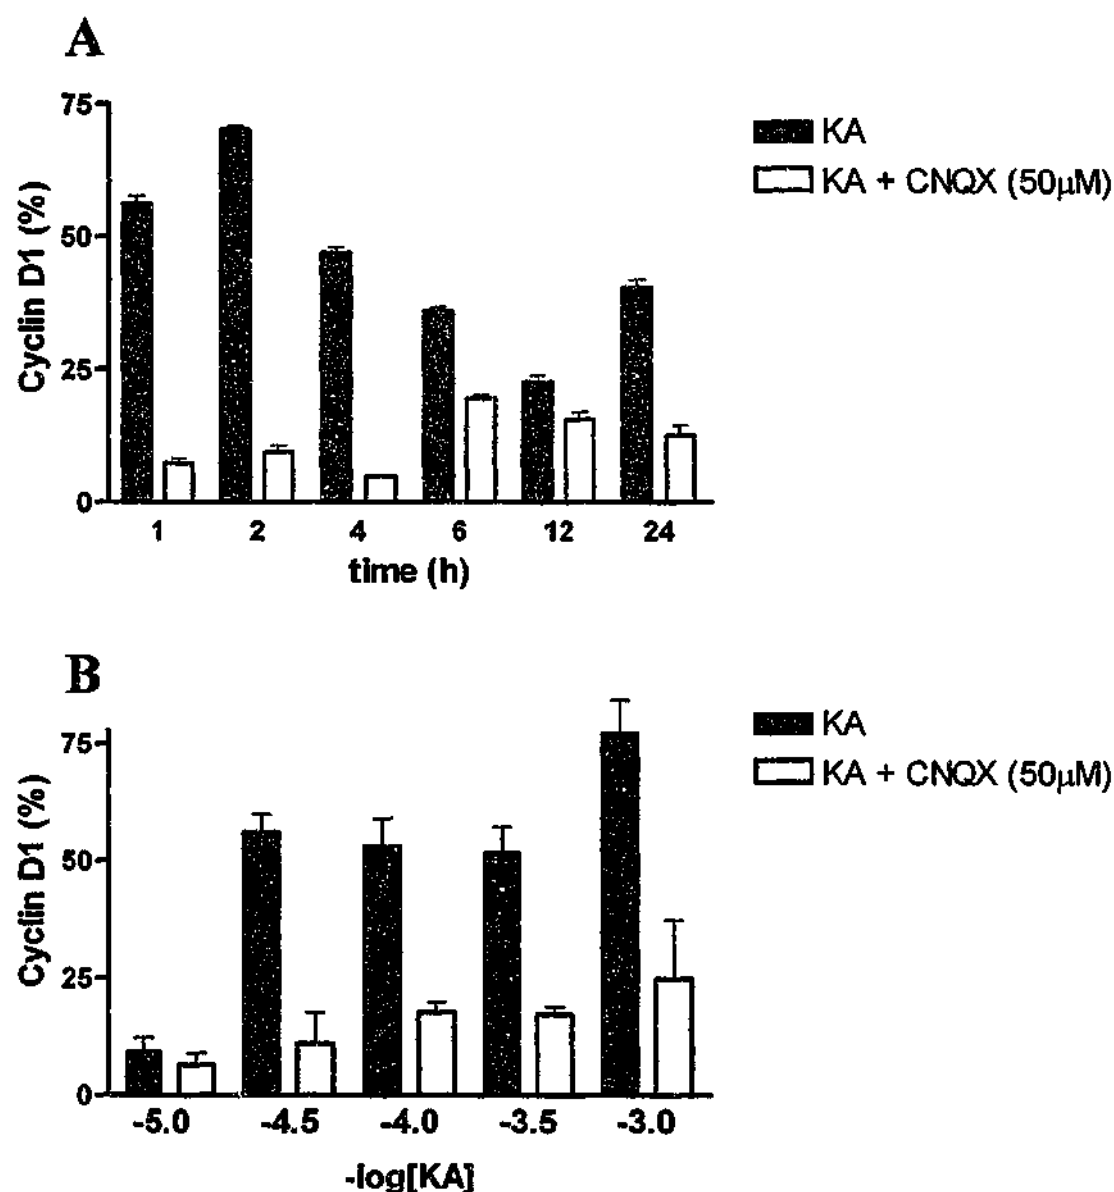 A
75
50
25
0
Cyclin D1 (%)
1 2 4 6 12 24
time (h)
KA
KA + CNQX (50μM)
B
75
50
25
0
Cyclin D1 (%)
-5.0 -4.5 -4.0 -3.5 -3.0
-log[KA]
KA
KA + CNQX (50μM)